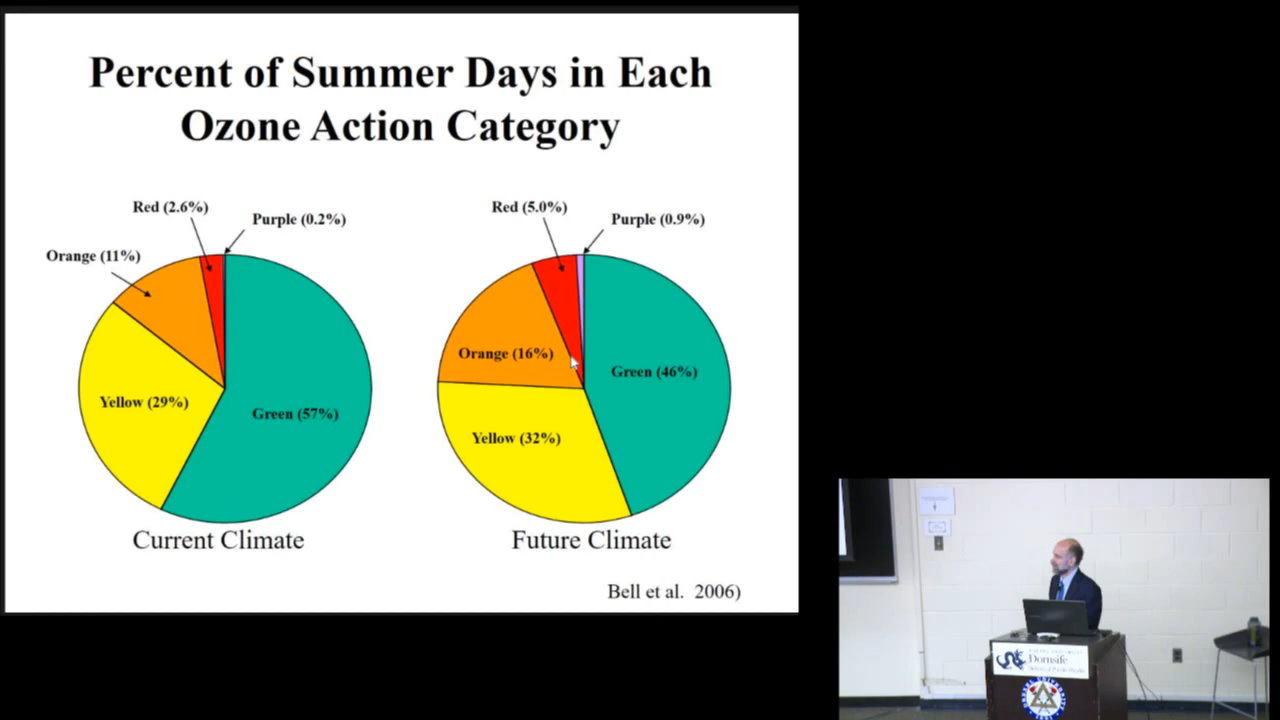 Percent of Summer Days in Each
Ozone Action Category
Red (2.6%)
Purple (0.2%)
Orange (11%)
Yellow (29%)
Green (57%)
Current Climate
Red (5.0%)
Purple (0.9%)
Orange (16%)
Green (46%)
Yellow (32%)
Future Climate
Bell et al. 2006)
Dornsife